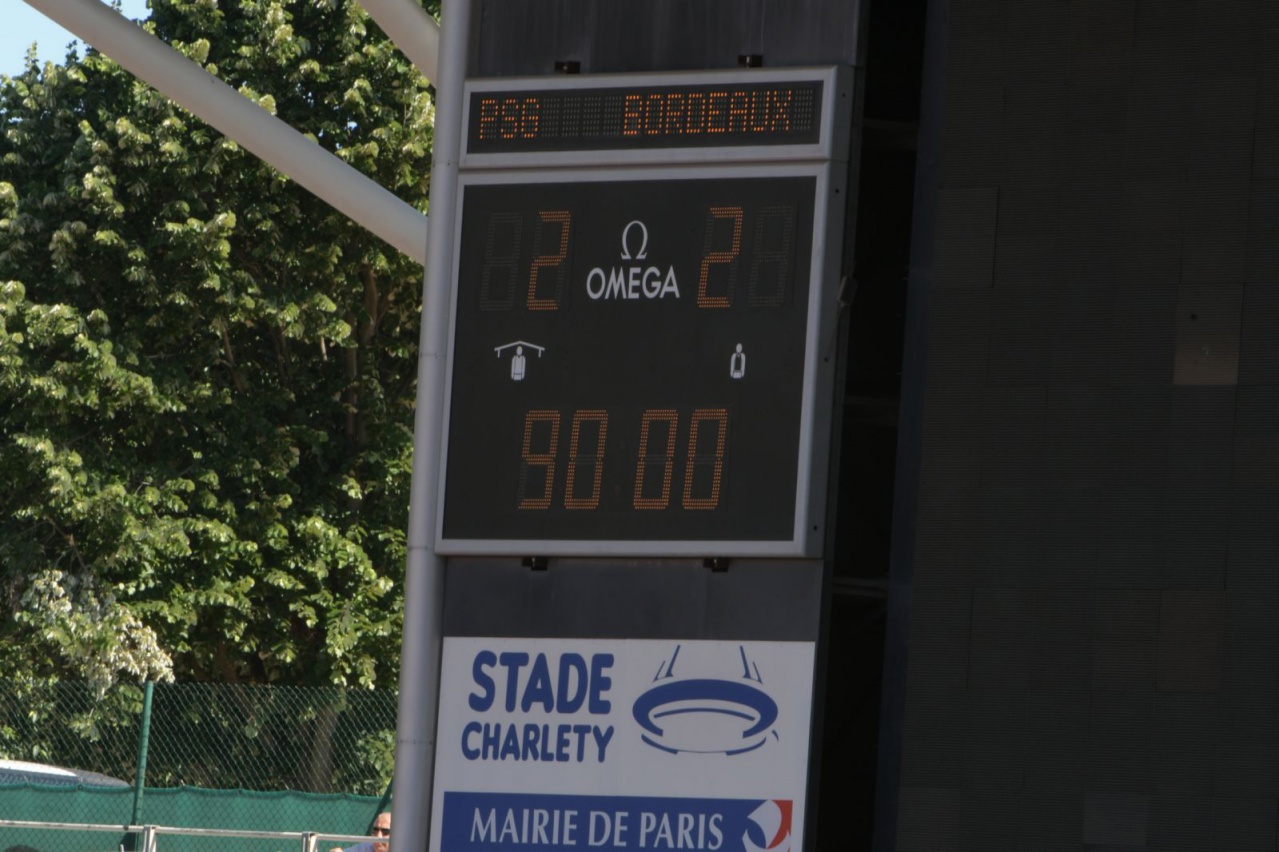 PSG BORDEAUX
2 Ω 2
OMEGA
90 00
STADE
CHARLETY
MAIRIE DE PARIS